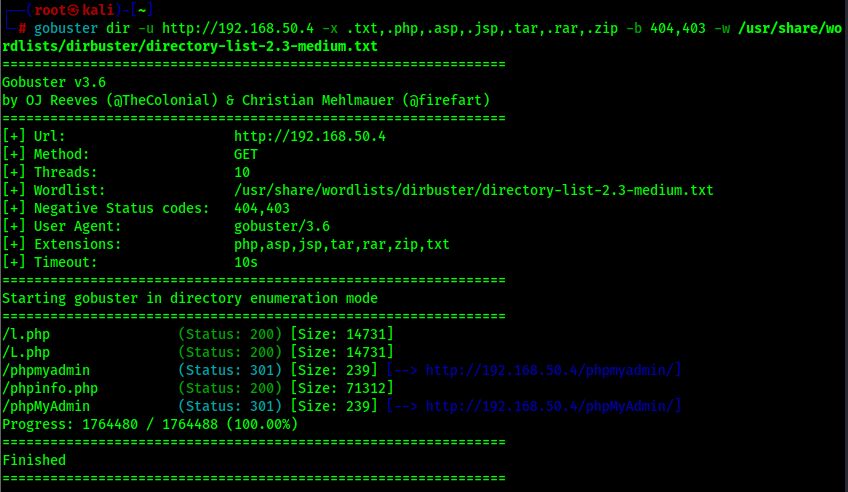 ┌──(root㉿kali)-[~]
└─# gobuster dir -u http://192.168.50.4 -x .txt,.php,.asp,.jsp,.tar,.rar,.zip -b 404,403 -w /usr/share/wo
rdlists/dirbuster/directory-list-2.3-medium.txt
===============================================================
Gobuster v3.6
by OJ Reeves (@TheColonial) & Christian Mehlmauer (@firefart)
===============================================================
[+] Url:                     http://192.168.50.4
[+] Method:                  GET
[+] Threads:                 10
[+] Wordlist:                /usr/share/wordlists/dirbuster/directory-list-2.3-medium.txt
[+] Negative Status codes:   404,403
[+] User Agent:              gobuster/3.6
[+] Extensions:              php,asp,jsp,tar,rar,zip,txt
[+] Timeout:                 10s
===============================================================
Starting gobuster in directory enumeration mode
===============================================================
/l.php                (Status: 200) [Size: 14731]
/L.php                (Status: 200) [Size: 14731]
/phpmyadmin           (Status: 301) [Size: 239] [--> http://192.168.50.4/phpmyadmin/]
/phpinfo.php          (Status: 200) [Size: 71312]
/phpMyAdmin           (Status: 301) [Size: 239] [--> http://192.168.50.4/phpMyAdmin/]
Progress: 1764480 / 1764488 (100.00%)
===============================================================
Finished
===============================================================